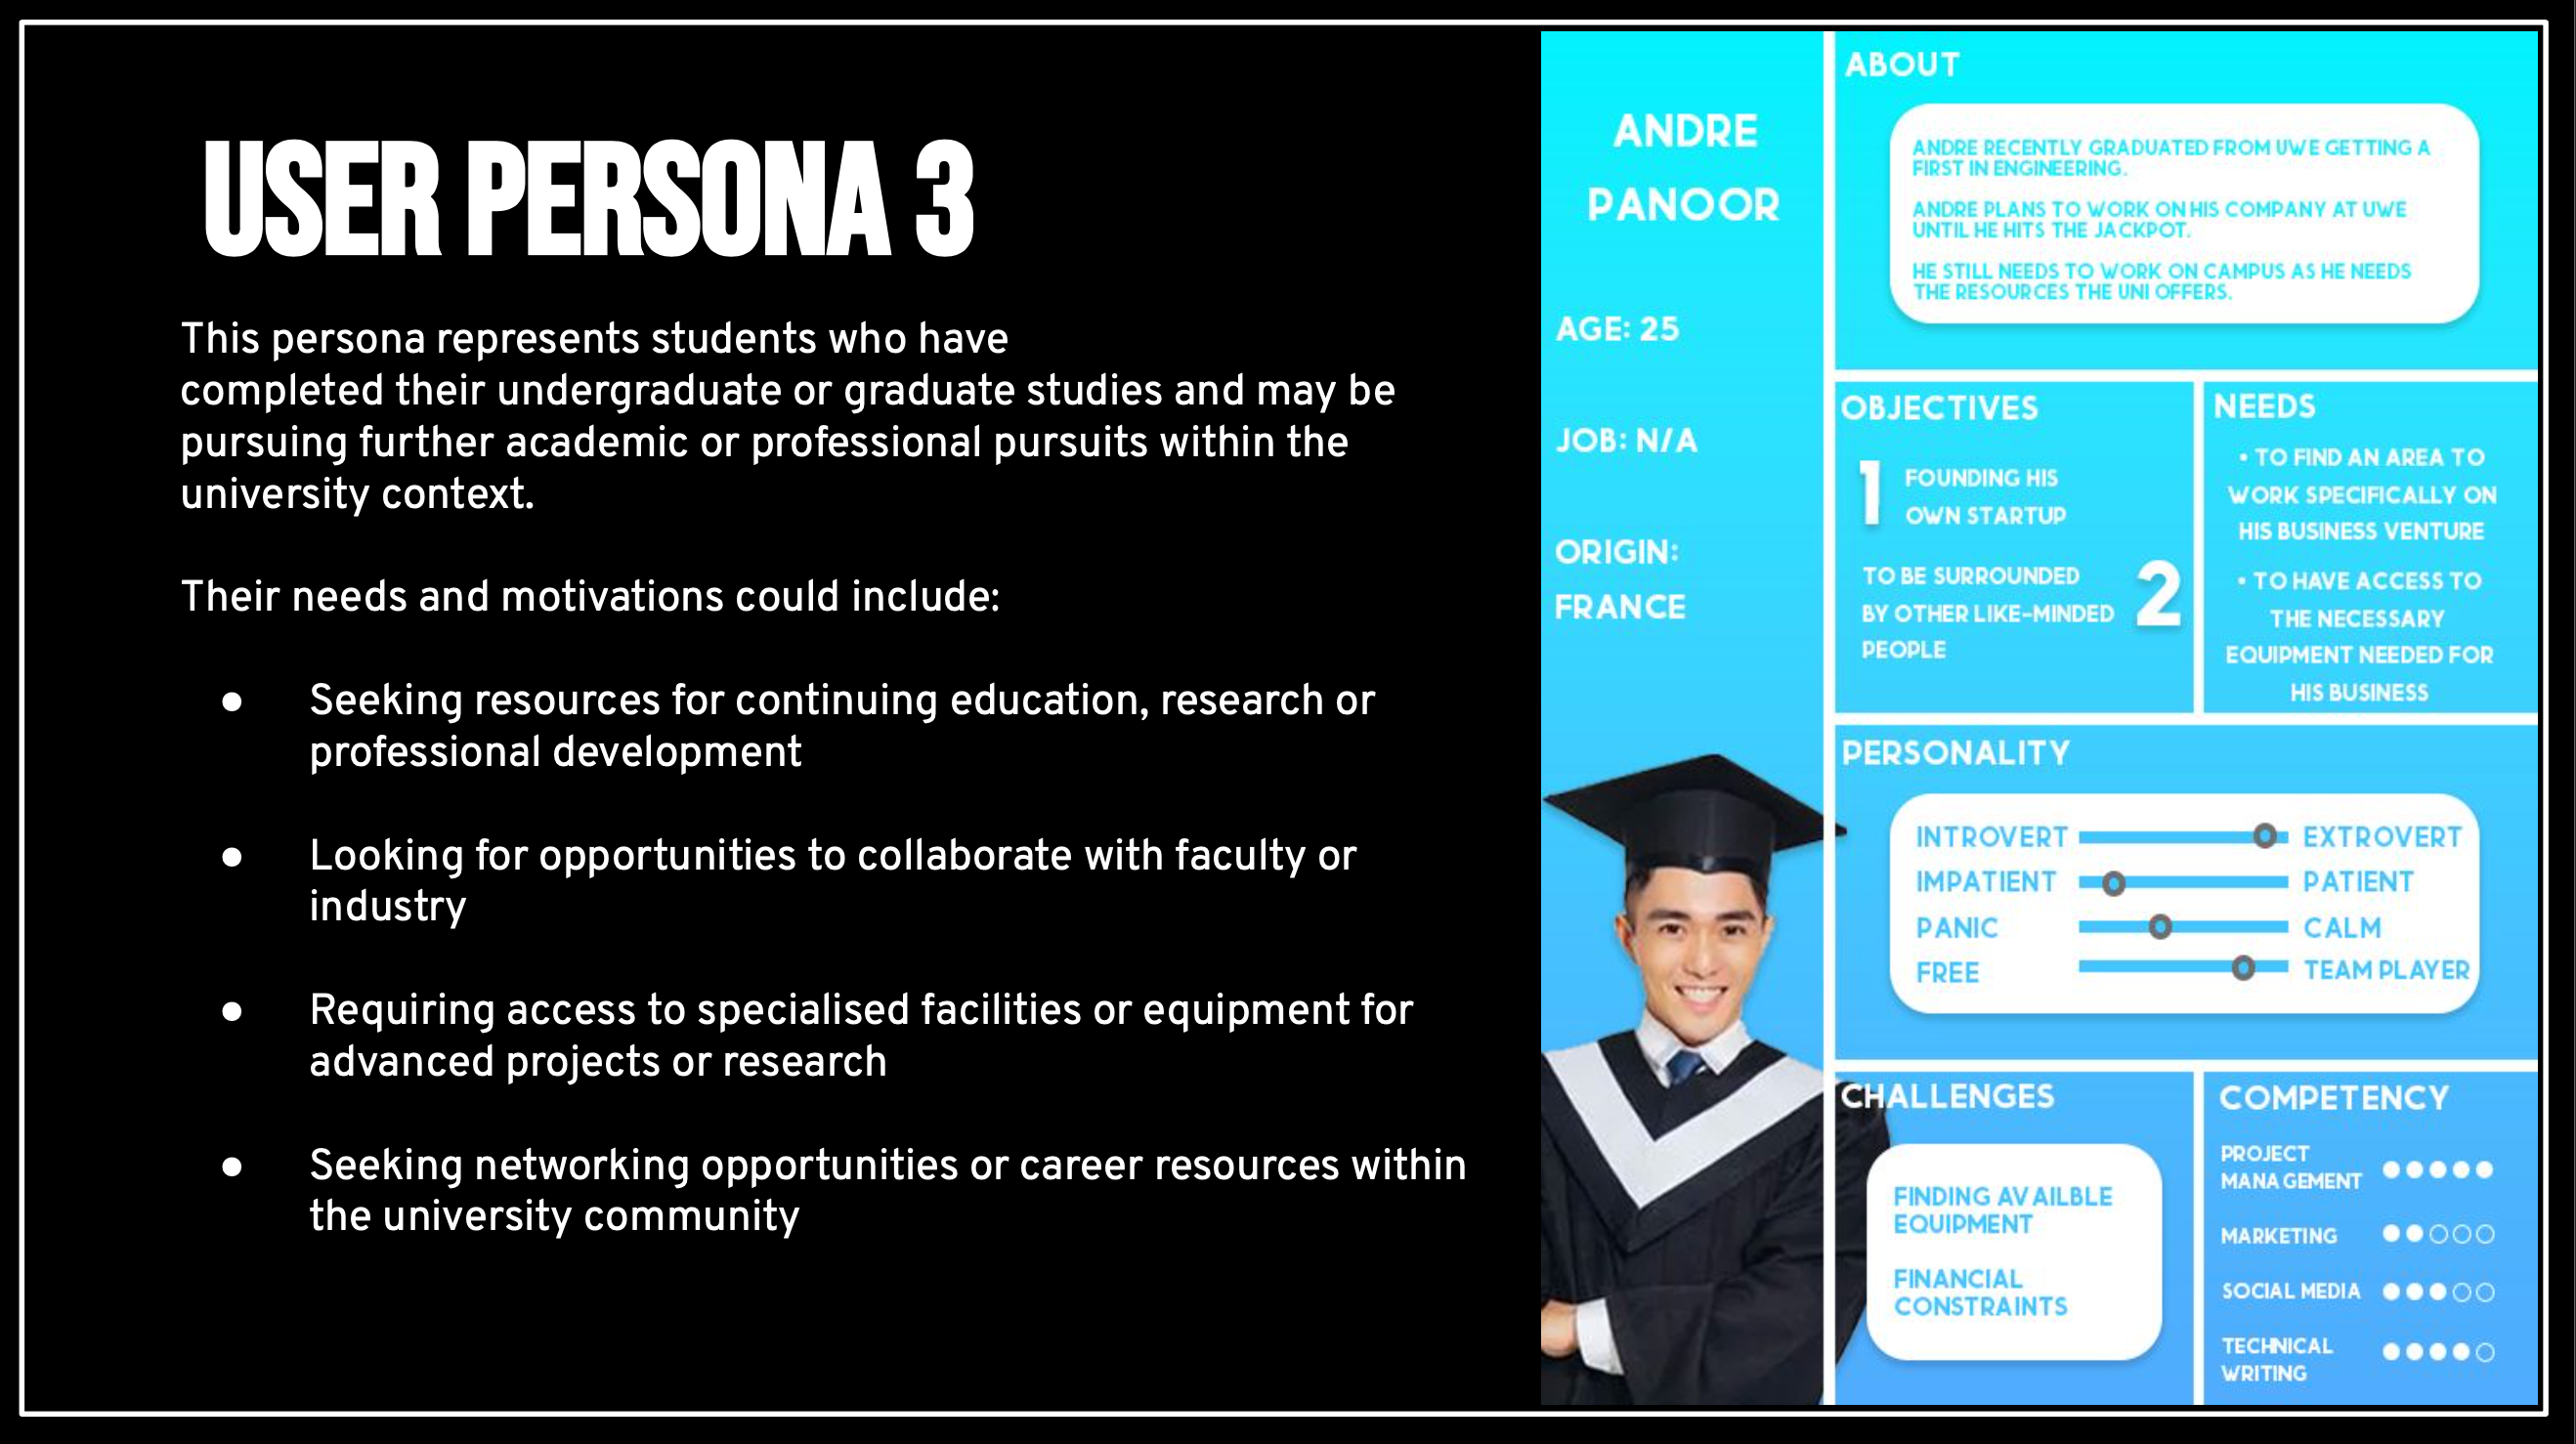 USER PERSONA 3
This persona represents students who have
completed their undergraduate or graduate studies and may be
pursuing further academic or professional pursuits within the
university context.
Their needs and motivations could include:
● Seeking resources for continuing education, research or
professional development
● Looking for opportunities to collaborate with faculty or
industry
● Requiring access to specialised facilities or equipment for
advanced projects or research
● Seeking networking opportunities or career resources within
the university community
ANDRE
PANOOR
AGE: 25
JOB: N/A
ORIGIN:
FRANCE
ABOUT
ANDRE RECENTLY GRADUATED FROM UWE GETTING A
FIRST IN ENGINEERING.
ANDRE PLANS TO WORK ON HIS COMPANY AT UWE
UNTIL HE HITS THE JACKPOT.
HE STILL NEEDS TO WORK ON CAMPUS AS HE NEEDS
THE RESOURCES THE UNI OFFERS.
OBJECTIVES
1 FOUNDING HIS
OWN STARTUP
TO BE SURROUNDED
BY OTHER LIKE-MINDED 2
PEOPLE
NEEDS
• TO FIND AN AREA TO
WORK SPECIFICALLY ON
HIS BUSINESS VENTURE
• TO HAVE ACCESS TO
THE NECESSARY
EQUIPMENT NEEDED FOR
HIS BUSINESS
PERSONALITY
INTROVERT EXTROVERT
IMPATIENT PATIENT
PANIC CALM
FREE TEAM PLAYER
CHALLENGES
FINDING AVAILBLE
EQUIPMENT
FINANCIAL
CONSTRAINTS
COMPETENCY
PROJECT
MANAGEMENT
MARKETING
SOCIAL MEDIA
TECHNICAL
WRITING